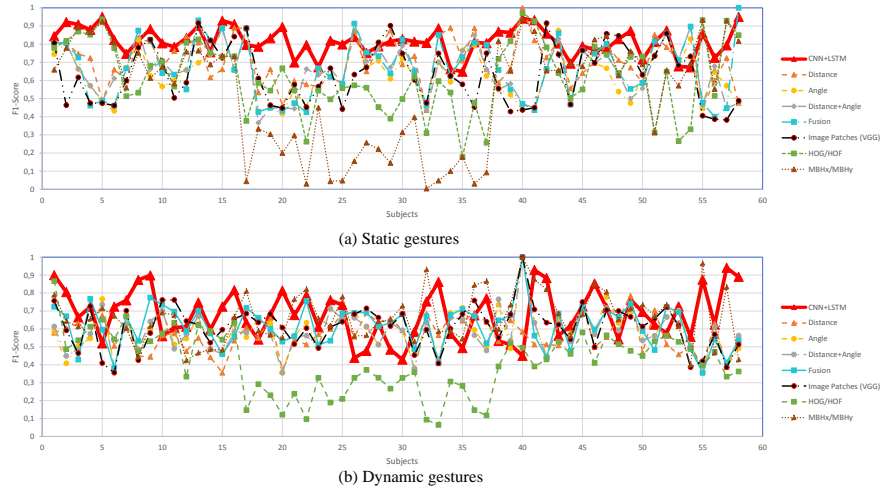 1
0,9
0,8
0,7
0,6
0,5
0,4
0,3
0,2
0,1
0
F1-Score
0 5 10 15 20 25 30 35 40 45 50 55 60
Subjects
CNN+LSTM
Distance
Angle
Distance+Angle
Fusion
Image Patches (VGG)
HOG/HOF
MBHx/MBHy
(a) Static gestures
1
0,9
0,8
0,7
0,6
0,5
0,4
0,3
0,2
0,1
0
F1-Score
0 5 10 15 20 25 30 35 40 45 50 55 60
Subjects
CNN+LSTM
Distance
Angle
Distance+Angle
Fusion
Image Patches (VGG)
HOG/HOF
MBHx/MBHy
(b) Dynamic gestures